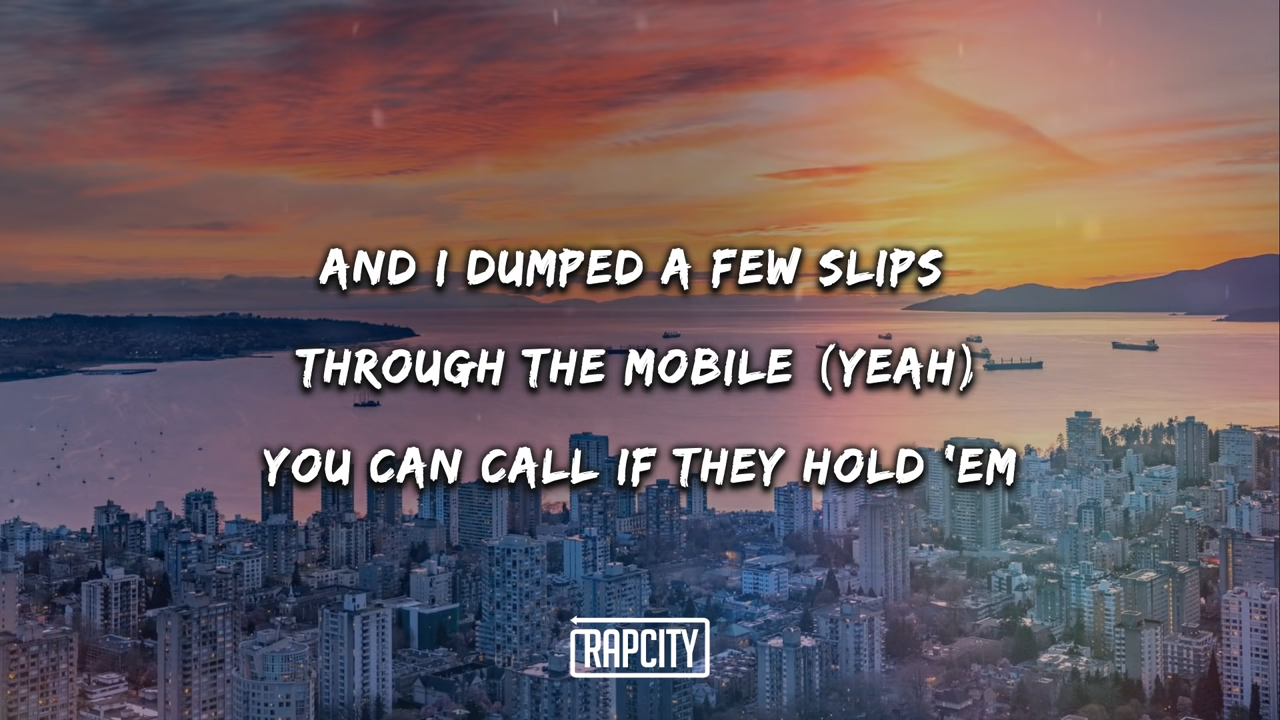 AND I DUMPED A FEW SLIPS
THROUGH THE MOBILE (YEAH)
YOU CAN CALL IF THEY HOLD 'EM
RAPCITY